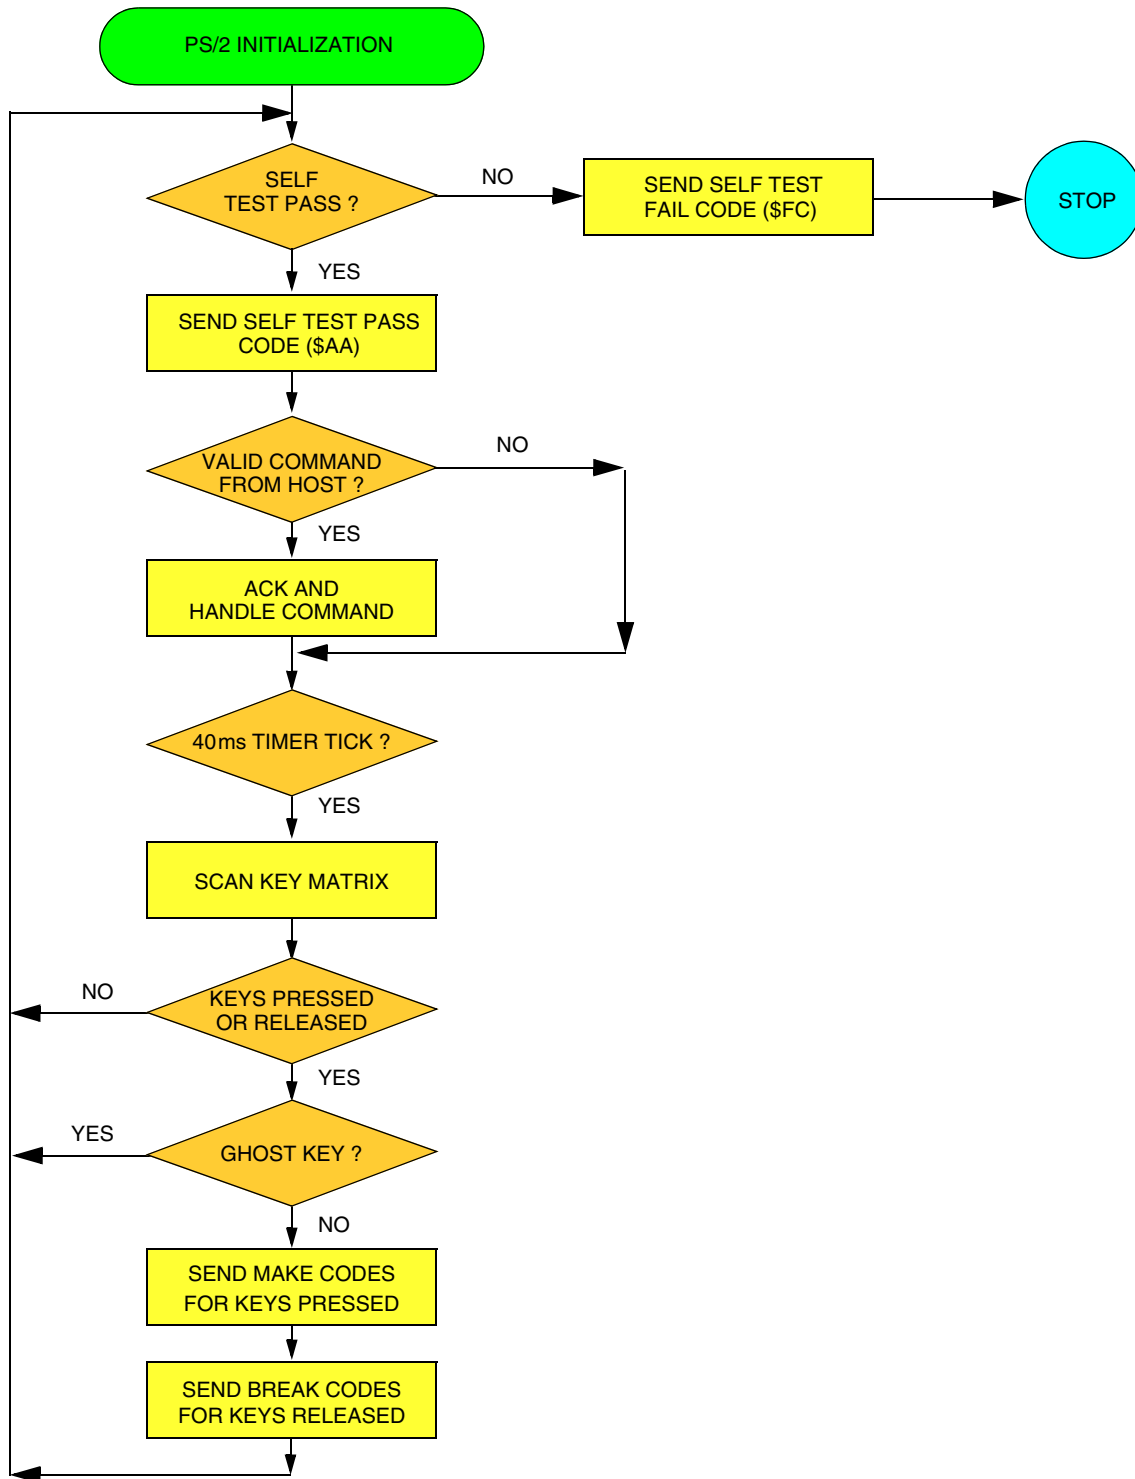 PS/2 INITIALIZATION
SELF
TEST PASS ?
NO
SEND SELF TEST
FAIL CODE ($FC)
STOP
YES
SEND SELF TEST PASS
CODE ($AA)
VALID COMMAND
FROM HOST ?
NO
YES
ACK AND
HANDLE COMMAND
40ms TIMER TICK ?
YES
SCAN KEY MATRIX
KEYS PRESSED
OR RELEASED
NO
YES
GHOST KEY ?
YES
NO
SEND MAKE CODES
FOR KEYS PRESSED
SEND BREAK CODES
FOR KEYS RELEASED